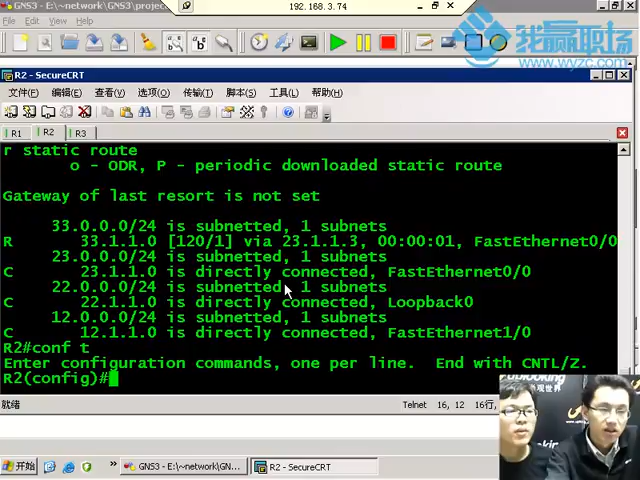 GNS3 - E:\~network\GNS3\project
192.168.3.74
File Edit View
我赢职场
www.wyzc.com
R2 - SecureCRT
文件(F) 编辑(E) 查看(V) 选项(O) 传输(T) 脚本(S) 工具(L) 帮助(H)
R1 R2 R3
r static route
o - ODR, P - periodic downloaded static route
Gateway of last resort is not set
33.0.0.0/24 is subnetted, 1 subnets
R 33.1.1.0 [120/1] via 23.1.1.3, 00:00:01, FastEthernet0/0
23.0.0.0/24 is subnetted, 1 subnets
C 23.1.1.0 is directly connected, FastEthernet0/0
22.0.0.0/24 is subnetted, 1 subnets
C 22.1.1.0 is directly connected, Loopback0
12.0.0.0/24 is subnetted, 1 subnets
C 12.1.1.0 is directly connected, FastEthernet1/0
R2#conf t
Enter configuration commands, one per line. End with CNTL/Z.
R2(config)#
就绪 Telnet 16, 12 16行,
开始 GNS3 - E:\~network\GN... R2 - SecureCRT